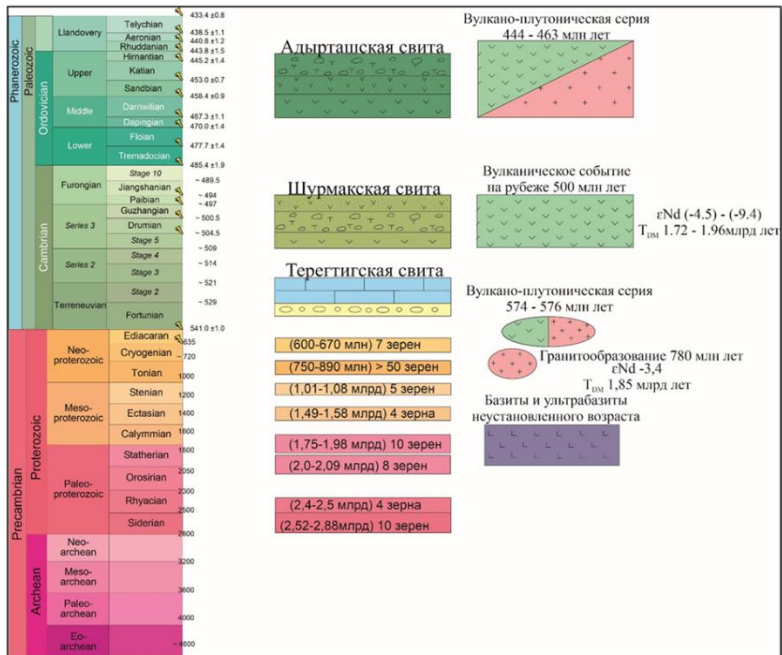 Phanerozoic
Paleozoic
Ordovician
Llandovery
Upper
Middle
Lower
Telychian
Aeronian
Rhuddanian
Hirnantian
Katian
Sandbian
Darriwilian
Dapingian
Floian
Tremadocian
433.4 ±0.8
438.5 ±1.1
440.8 ±1.2
443.8 ±1.5
445.2 ±1.4
453.0 ±0.7
458.4 ±0.9
467.3 ±1.1
470.0 ±1.4
477.7 ±1.4
485.4 ±1.9
Cambrian
Furongian
Series 3
Series 2
Terreneuvian
Stage 10
Jiangshanian
Paibian
Guzhangian
Drumian
Stage 5
Stage 4
Stage 3
Stage 2
Fortunian
~ 489.5
~ 494
~ 497
~ 500.5
~ 504.5
~ 509
~ 514
~ 521
~ 529
541.0 ±1.0
Precambrian
Proterozoic
Neo-
proterozoic
Meso-
proterozoic
Paleo-
proterozoic
Ediacaran
Cryogenian
Tonian
Stenian
Ectasian
Calymmian
Statherian
Orosirian
Rhyacian
Siderian
~635
~ 720
1000
1200
1400
1600
1800
2050
2300
2500
2800
Archean
Neo-
archean
Meso-
archean
Paleo-
archean
Eo-
archean
3200
3600
4000
~ 4600
Адырташская свита
Шурмакская свита
Терегтигская свита
(600-670 млн) 7 зерен
(750-890 млн) > 50 зерен
(1,01-1,08 млрд) 5 зерен
(1,49-1,58 млрд) 4 зерна
(1,75-1,98 млрд) 10 зерен
(2,0-2,09 млрд) 8 зерен
(2,4-2,5 млрд) 4 зерна
(2,52-2,88млрд) 10 зерен
Вулкано-плутоническая серия
444 - 463 млн лет
Вулканическое событие
на рубеже 500 млн лет
εNd (-4.5) - (-9.4)
T DM 1.72 - 1.96млрд лет
Вулкано-плутоническая серия
574 - 576 млн лет
Гранитообразование 780 млн лет
εNd -3,4
T DM 1,85 млрд лет
Базиты и ультрабазиты
неустановленного возраста